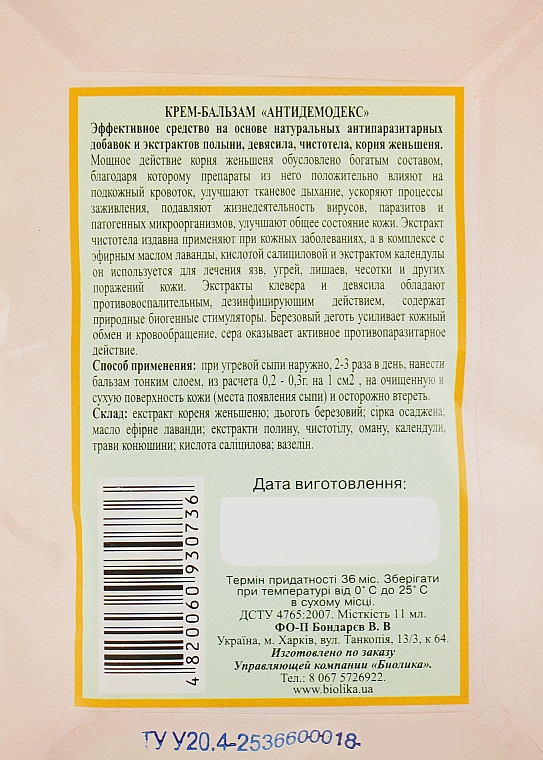 КРЕМ-БАЛЬЗАМ «АНТИДЕМОДЕКС»
Эффективное средство на основе натуральных антипаразитарных
добавок и экстрактов полыни, девясила, чистотела, корня женьшеня.
Мощное действие корня женьшеня обусловлено богатым составом,
благодаря которому препараты из него положительно влияют на
подкожный кровоток, улучшают тканевое дыхание, ускоряют процессы
заживления, подавляют жизнедеятельность вирусов, паразитов и
патогенных микроорганизмов, улучшают общее состояние кожи. Экстракт
чистотела издавна применяют при кожных заболеваниях, а в комплексе с
эфирным маслом лаванды, кислотой салициловой и экстрактом календулы
он используется для лечения язв, угрей, лишаев, чесотки и других
поражений кожи. Экстракты клевера и девясила обладают
противовоспалительным, дезинфицирующим действием, содержат
природные биогенные стимуляторы. Березовый деготь усиливает кожный
обмен и кровообращение, сера оказывает активное противопаразитарное
действие.
Способ применения: при угревой сыпи наружно, 2-3 раза в день, нанести
бальзам тонким слоем, из расчета 0,2 - 0,3г. на 1 см2 , на очищенную и
сухую поверхность кожи (места появления сыпи) и осторожно втереть.
Склад: екстракт кореня женьшеню; дьоготь березовий; сірка осаджена;
масло ефірне лаванди; екстракти полину, чистотілу, оману, календули,
трави конюшини; кислота саліцилова; вазелін.
4 820060 930736
Дата виготовлення:
Термін придатності 36 міс. Зберігати
при температурі від 0° С до 25° С
в сухому місці.
ДСТУ 4765:2007. Місткість 11 мл.
ФО-П Бондарєв В. В
Україна, м. Харків, вул. Танкопія, 13/3, к 64.
Изготовлено по заказу
Управляющей компании «Биолика».
Тел.: 8 067 5726922.
www.biolika.ua
ТУ У20.4-2536600018-